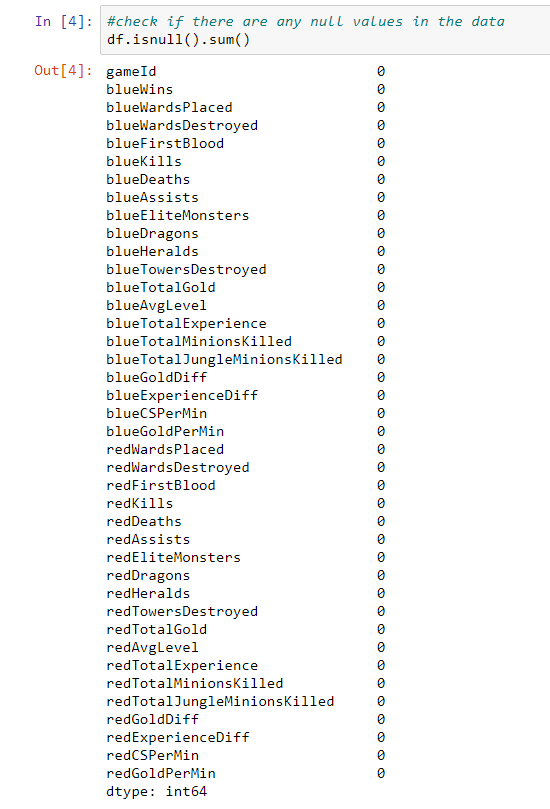 In [4]: #check if there are any null values in the data
df.isnull().sum()
Out[4]: gameId 0
blueWins 0
blueWardsPlaced 0
blueWardsDestroyed 0
blueFirstBlood 0
blueKills 0
blueDeaths 0
blueAssists 0
blueEliteMonsters 0
blueDragons 0
blueHeralds 0
blueTowersDestroyed 0
blueTotalGold 0
blueAvgLevel 0
blueTotalExperience 0
blueTotalMinionsKilled 0
blueTotalJungleMinionsKilled 0
blueGoldDiff 0
blueExperienceDiff 0
blueCSPerMin 0
blueGoldPerMin 0
redWardsPlaced 0
redWardsDestroyed 0
redFirstBlood 0
redKills 0
redDeaths 0
redAssists 0
redEliteMonsters 0
redDragons 0
redHeralds 0
redTowersDestroyed 0
redTotalGold 0
redAvgLevel 0
redTotalExperience 0
redTotalMinionsKilled 0
redTotalJungleMinionsKilled 0
redGoldDiff 0
redExperienceDiff 0
redCSPerMin 0
redGoldPerMin 0
dtype: int64